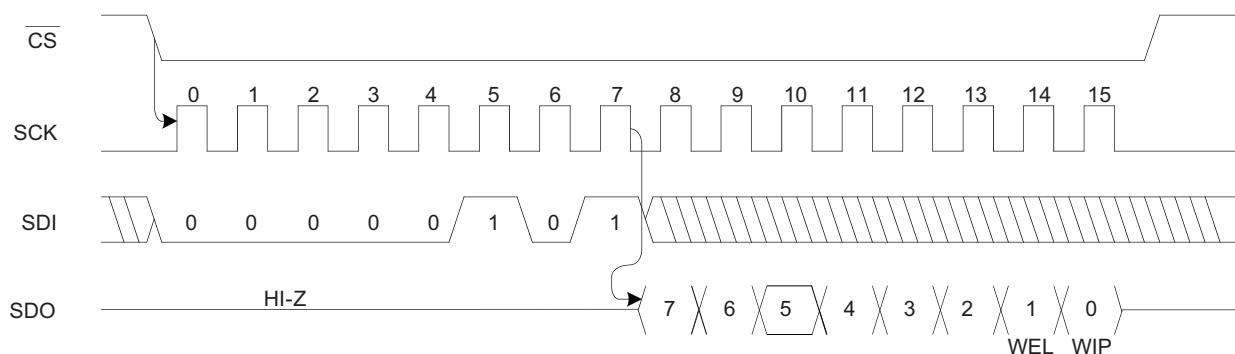 CS
0 1 2 3 4 5 6 7 8 9 10 11 12 13 14 15
SCK
SDI 0 0 0 0 0 1 0 1
HI-Z
SDO 7 6 5 4 3 2 1 0
WEL WIP